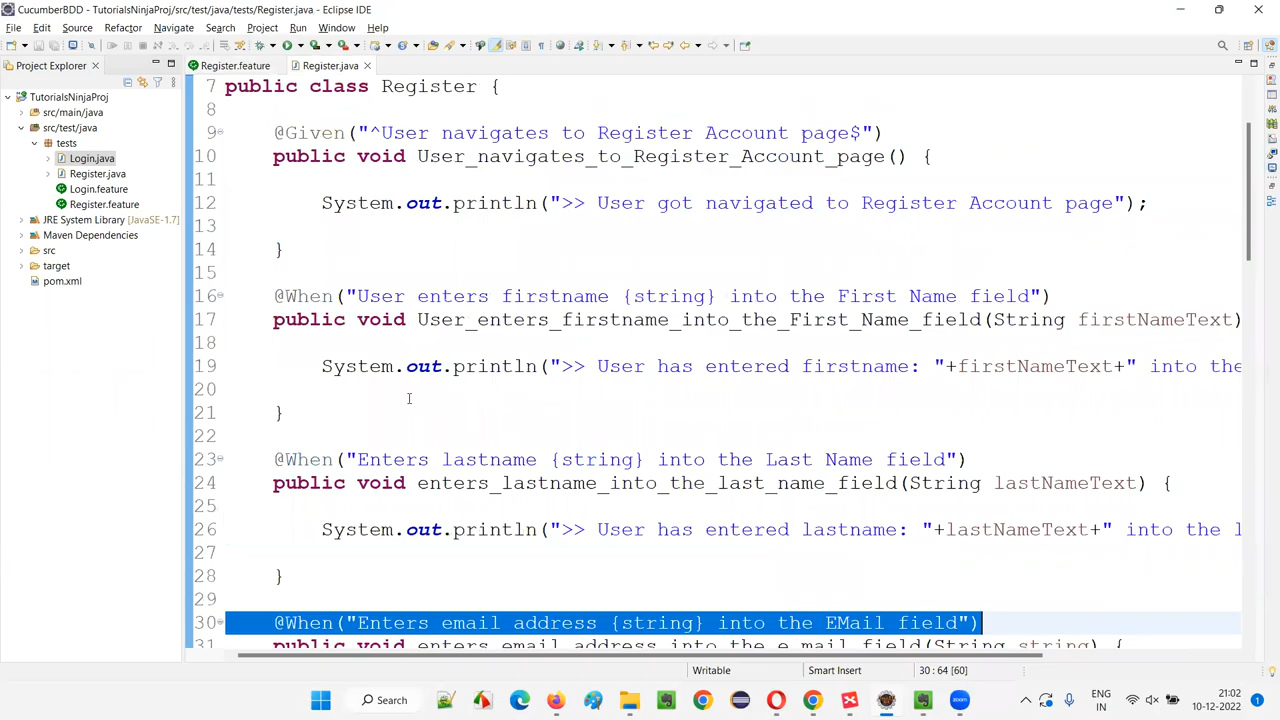 CucumberBDD - TutorialsNinjaProj/src/test/java/tests/Register.java - Eclipse IDE
File Edit Source Refactor Navigate Search Project Run Window Help
Project Explorer
Register.feature
Register.java
TutorialsNinjaProj
src/main/java
src/test/java
tests
Login.java
Register.java
Login.feature
Register.feature
JRE System Library [JavaSE-1.7]
Maven Dependencies
src
target
pom.xml
7 public class Register {
8
9 @Given("^User navigates to Register Account page$")
10 public void User_navigates_to_Register_Account_page() {
11
12 System.out.println(">> User got navigated to Register Account page");
13
14 }
15
16 @When("User enters firstname {string} into the First Name field")
17 public void User_enters_firstname_into_the_First_Name_field(String firstNameText)
18
19 System.out.println(">> User has entered firstname: "+firstNameText+" into the
20
21 }
22
23 @When("Enters lastname {string} into the Last Name field")
24 public void enters_lastname_into_the_last_name_field(String lastNameText) {
25
26 System.out.println(">> User has entered lastname: "+lastNameText+" into the l
27
28 }
29
30 @When("Enters email address {string} into the EMail field")
31 public void enters_email_address_into_the_e_mail_field(String string) {
Writable Smart Insert 30 : 64 [60]
Search
ENG
IN
21:02
10-12-2022
1